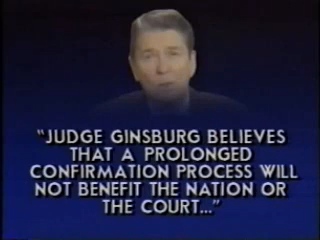 "JUDGE GINSBURG BELIEVES
THAT A PROLONGED
CONFIRMATION PROCESS WILL
NOT BENEFIT THE NATION OR
THE COURT..."